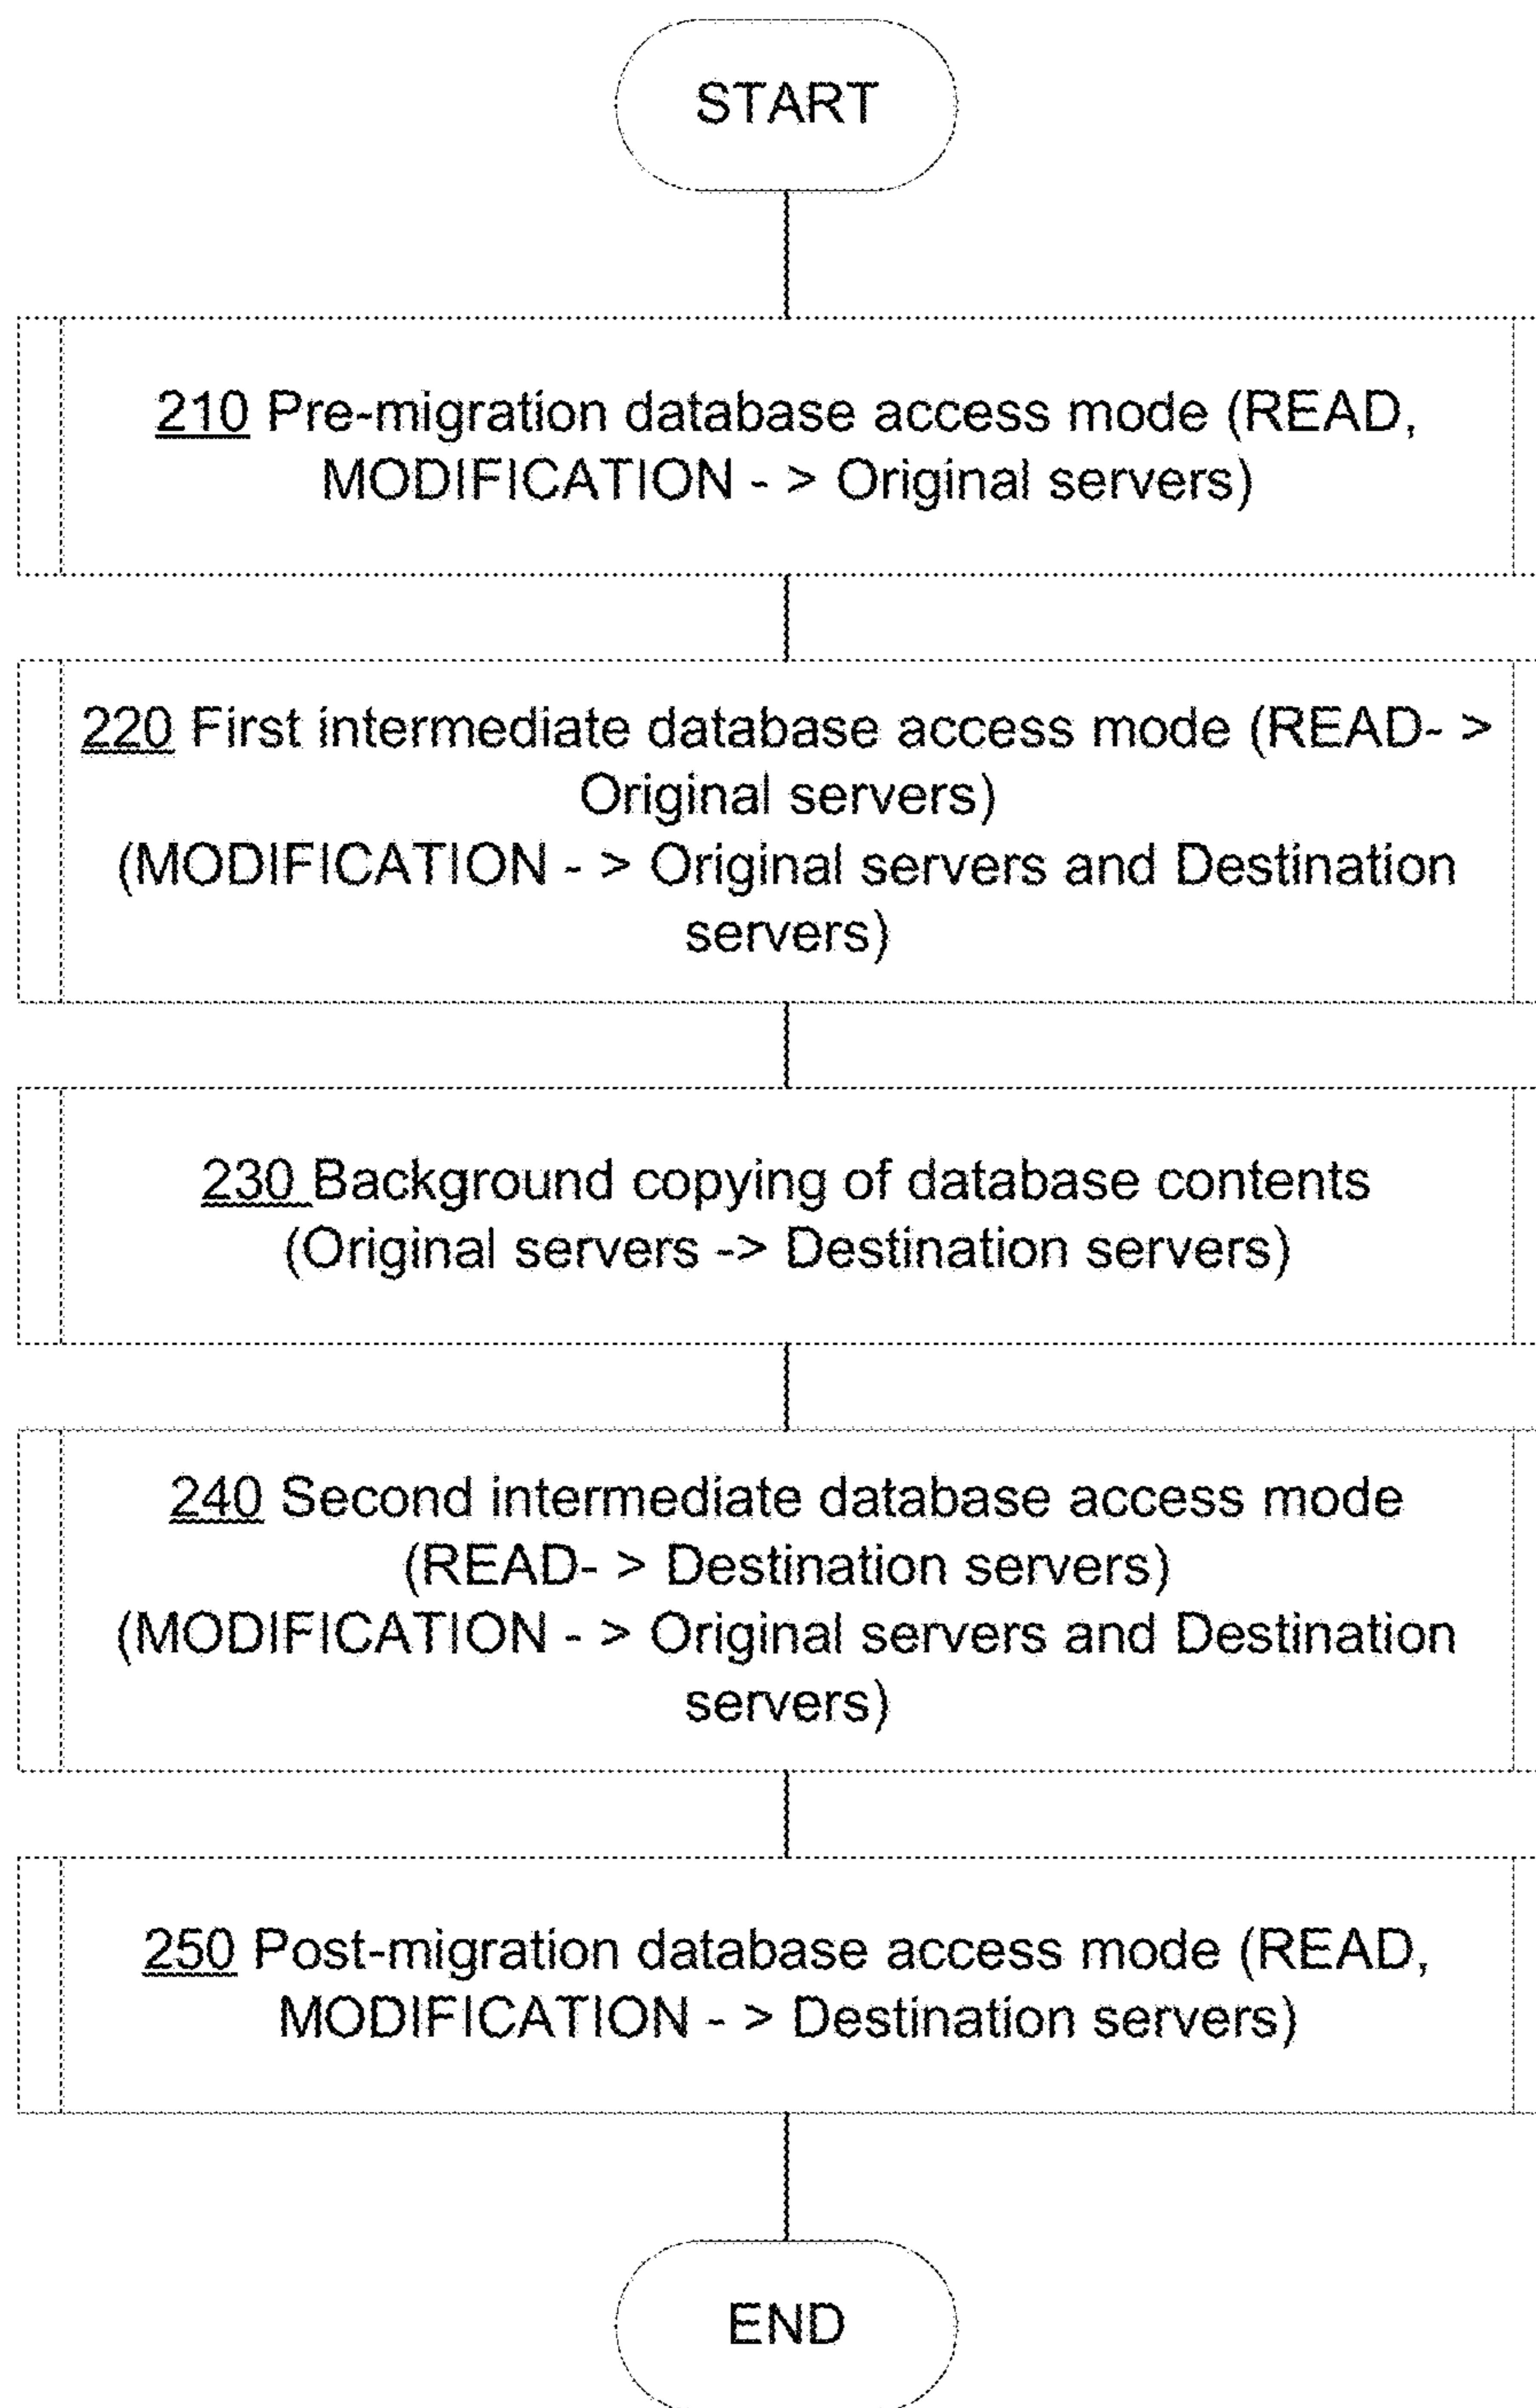 START
210 Pre-migration database access mode (READ,
MODIFICATION - > Original servers)
220 First intermediate database access mode (READ- >
Original servers)
(MODIFICATION - > Original servers and Destination
servers)
230 Background copying of database contents
(Original servers -> Destination servers)
240 Second intermediate database access mode
(READ- > Destination servers)
(MODIFICATION - > Original servers and Destination
servers)
250 Post-migration database access mode (READ,
MODIFICATION - > Destination servers)
END